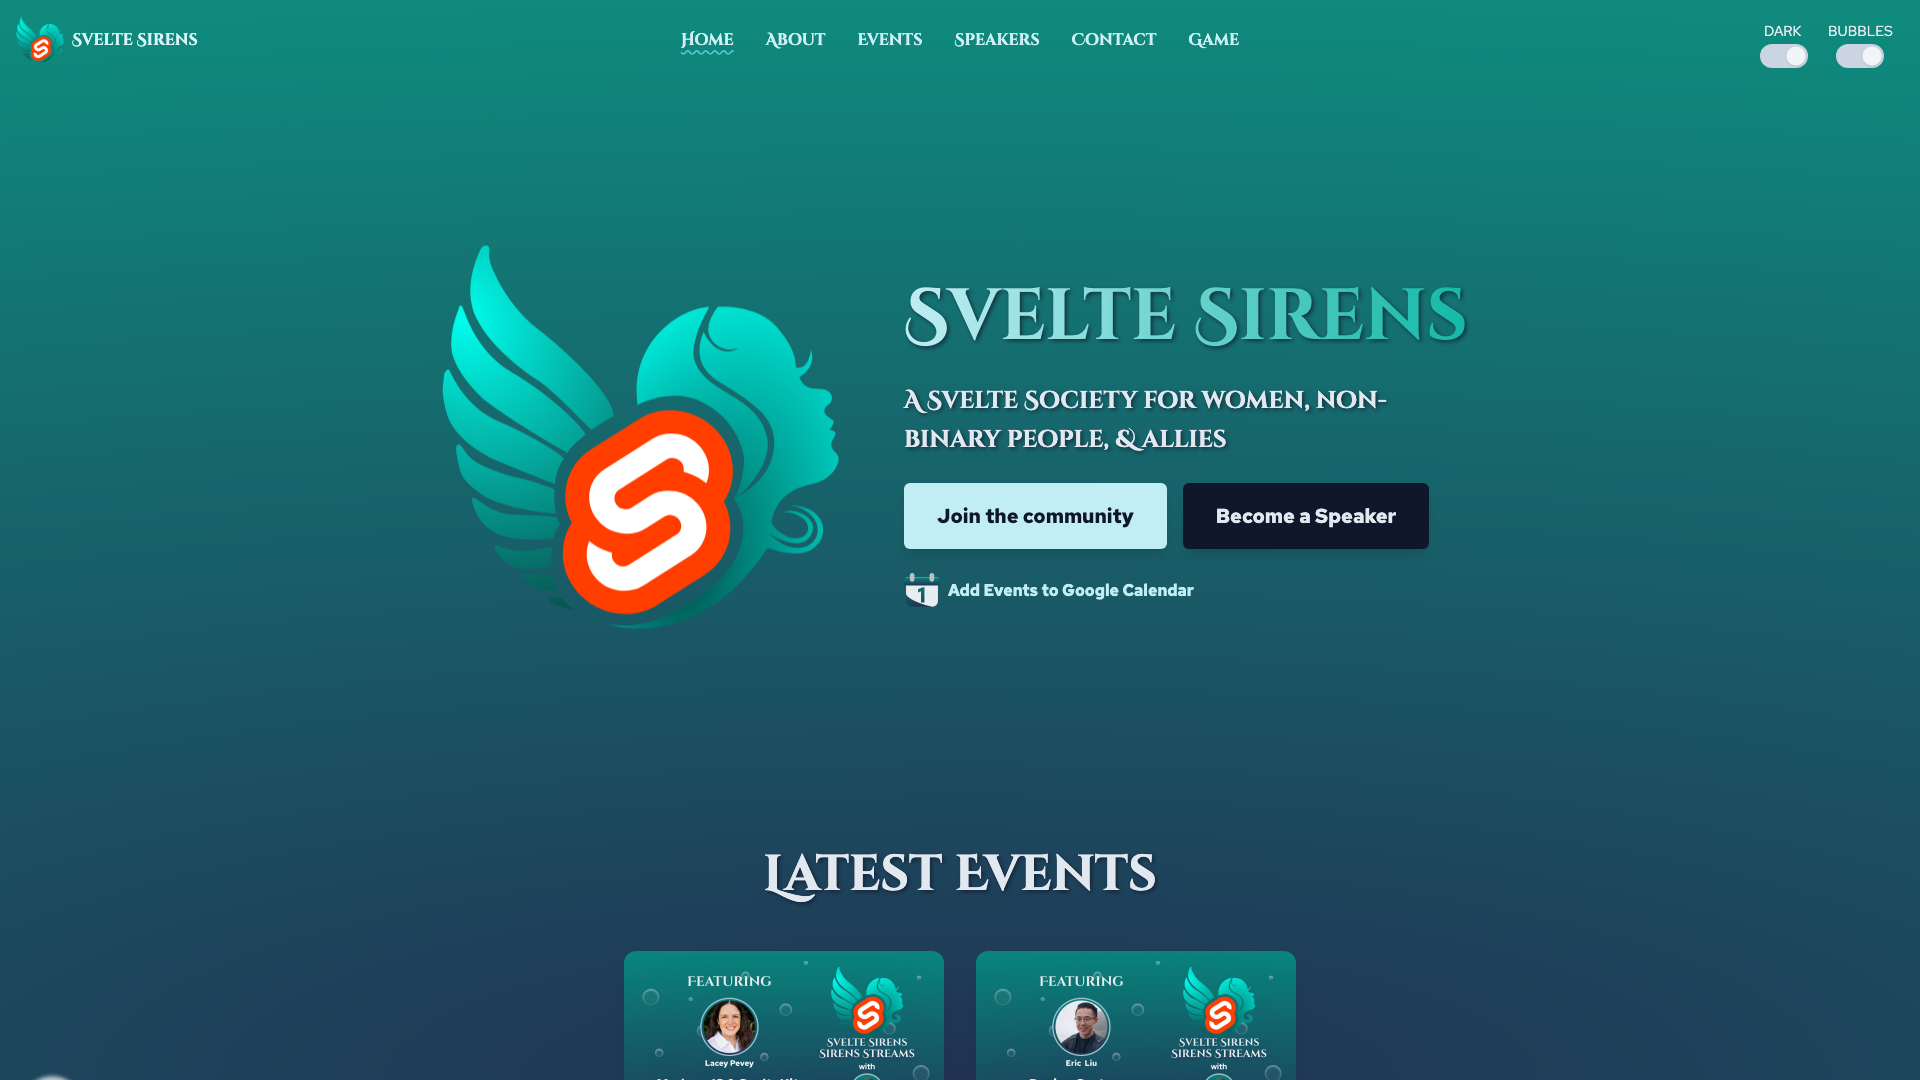 Svelte Sirens
Home About Events Speakers Contact Game
DARK BUBBLES
Svelte Sirens
A Svelte Society for women, non-
binary people, & allies
Join the community
Become a Speaker
1
Add Events to Google Calendar
Latest Events
Featuring
Lacey Pevey
Svelte Sirens
Sirens Streams
with
Featuring
Eric Liu
Svelte Sirens
Sirens Streams
with